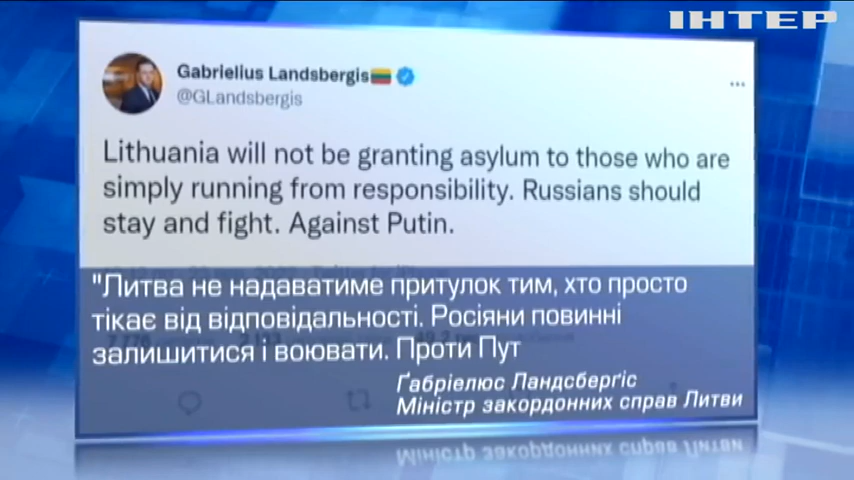 ІНТЕР
Gabrielius Landsbergis
@GLandsbergis
Lithuania will not be granting asylum to those who are
simply running from responsibility. Russians should
stay and fight. Against Putin.
"Литва не надаватиме притулок тим, хто просто
тікає від відповідальності. Росіяни повинні
залишитися і воювати. Проти Пут
Ґабріелюс Ландсберґіс
Міністр закордонних справ Литви